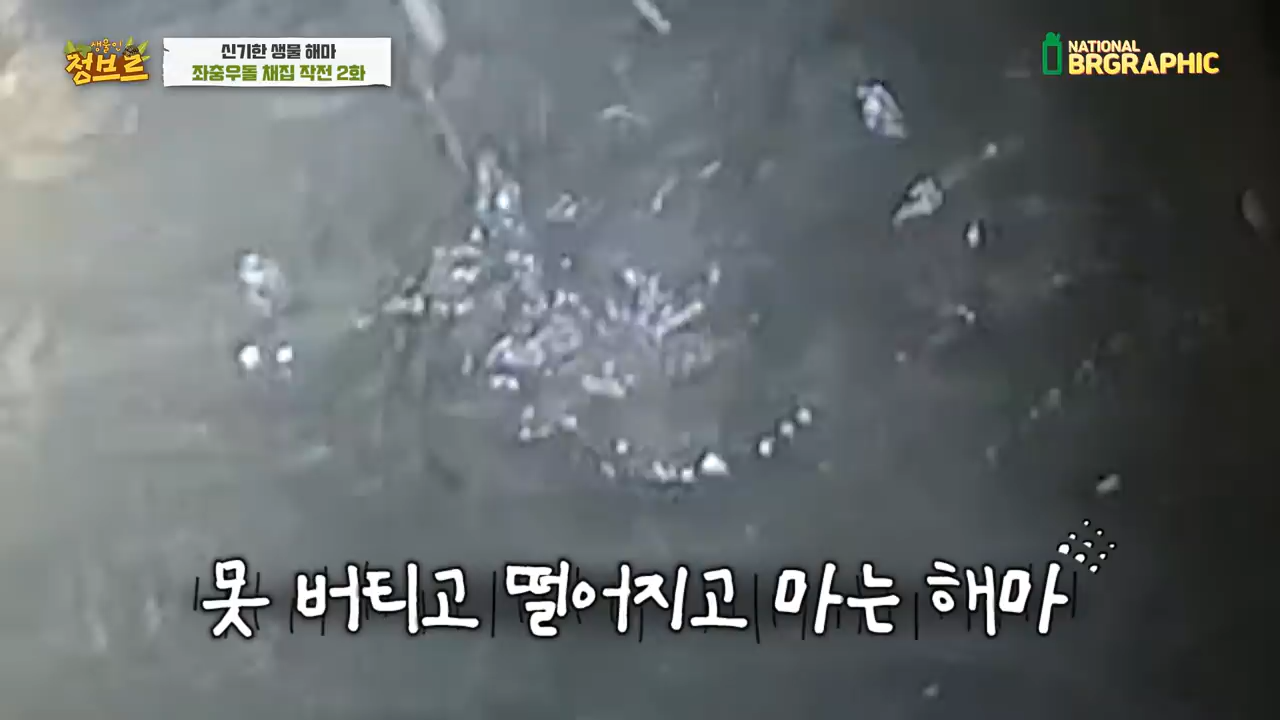 생물인
정브르
신기한 생물 해마
좌충우돌 채집 작전 2화
NATIONAL
BRGRAPHIC
못 버티고 떨어지고 마는 해마